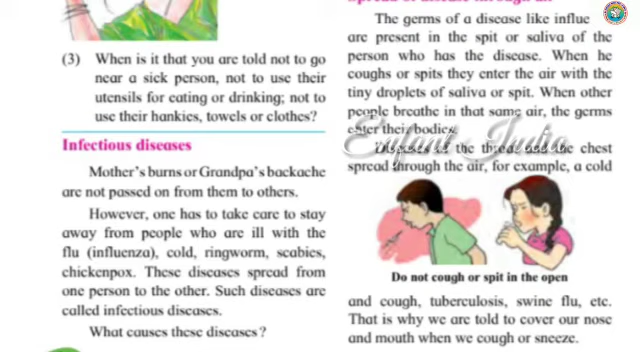 (3) When is it that you are told not to go
near a sick person, not to use their
utensils for eating or drinking; not to
use their hankies, towels or clothes?
Infectious diseases
Mother's burns or Grandpa's backache
are not passed on from them to others.
However, one has to take care to stay
away from people who are ill with the
flu (influenza), cold, ringworm, scabies,
chickenpox. These diseases spread from
one person to the other. Such diseases are
called infectious diseases.
What causes these diseases?
Spread of disease through air
The germs of a disease like influe
are present in the spit or saliva of the
person who has the disease. When he
coughs or spits they enter the air with the
tiny droplets of saliva or spit. When other
people breathe in that same air, the germs
enter their bodies.
Diseases of the throat and the chest
spread through the air, for example, a cold
Enfant India
Do not cough or spit in the open
and cough, tuberculosis, swine flu, etc.
That is why we are told to cover our nose
and mouth when we cough or sneeze.